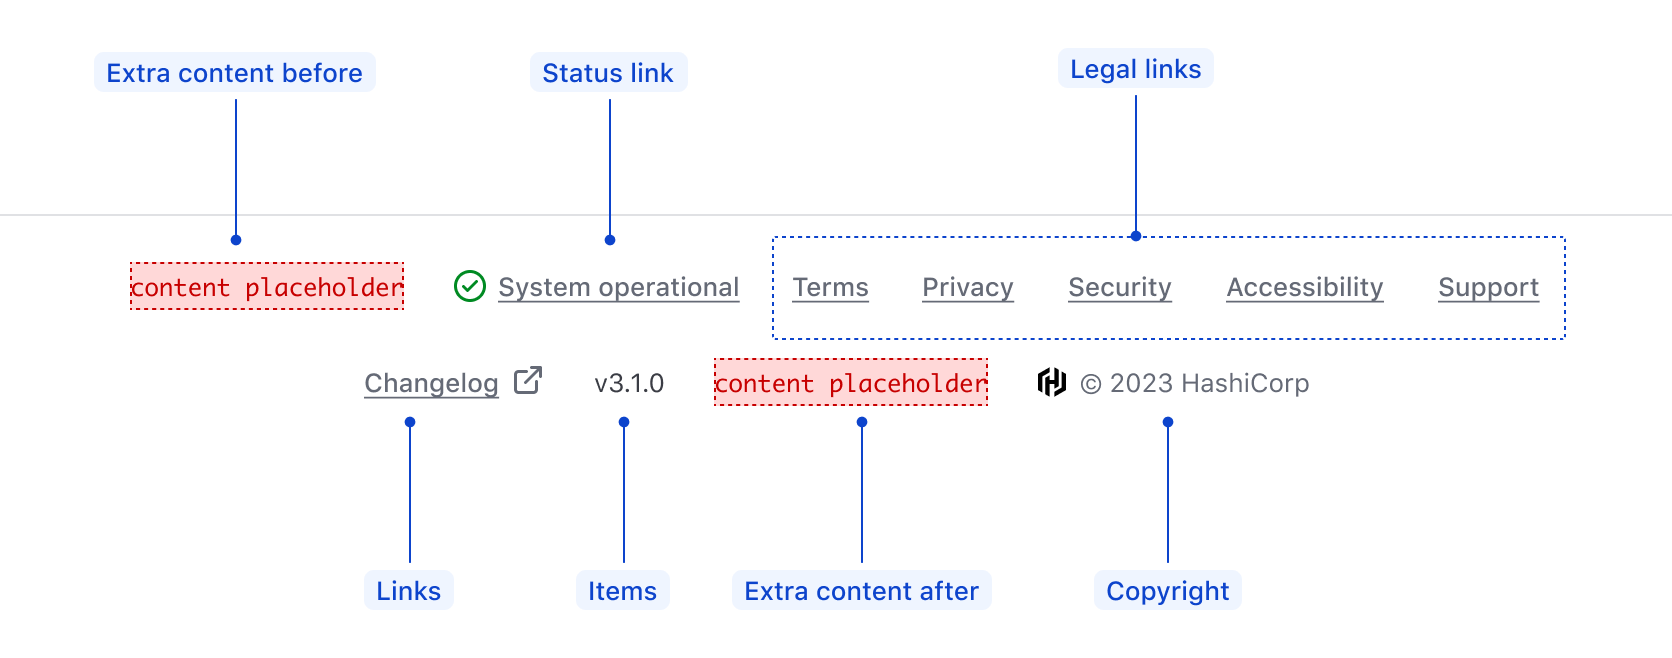 Extra content before
Status link
Legal links
content placeholder
System operational
Terms
Privacy
Security
Accessibility
Support
Changelog
v3.1.0
content placeholder
© 2023 HashiCorp
Links
Items
Extra content after
Copyright